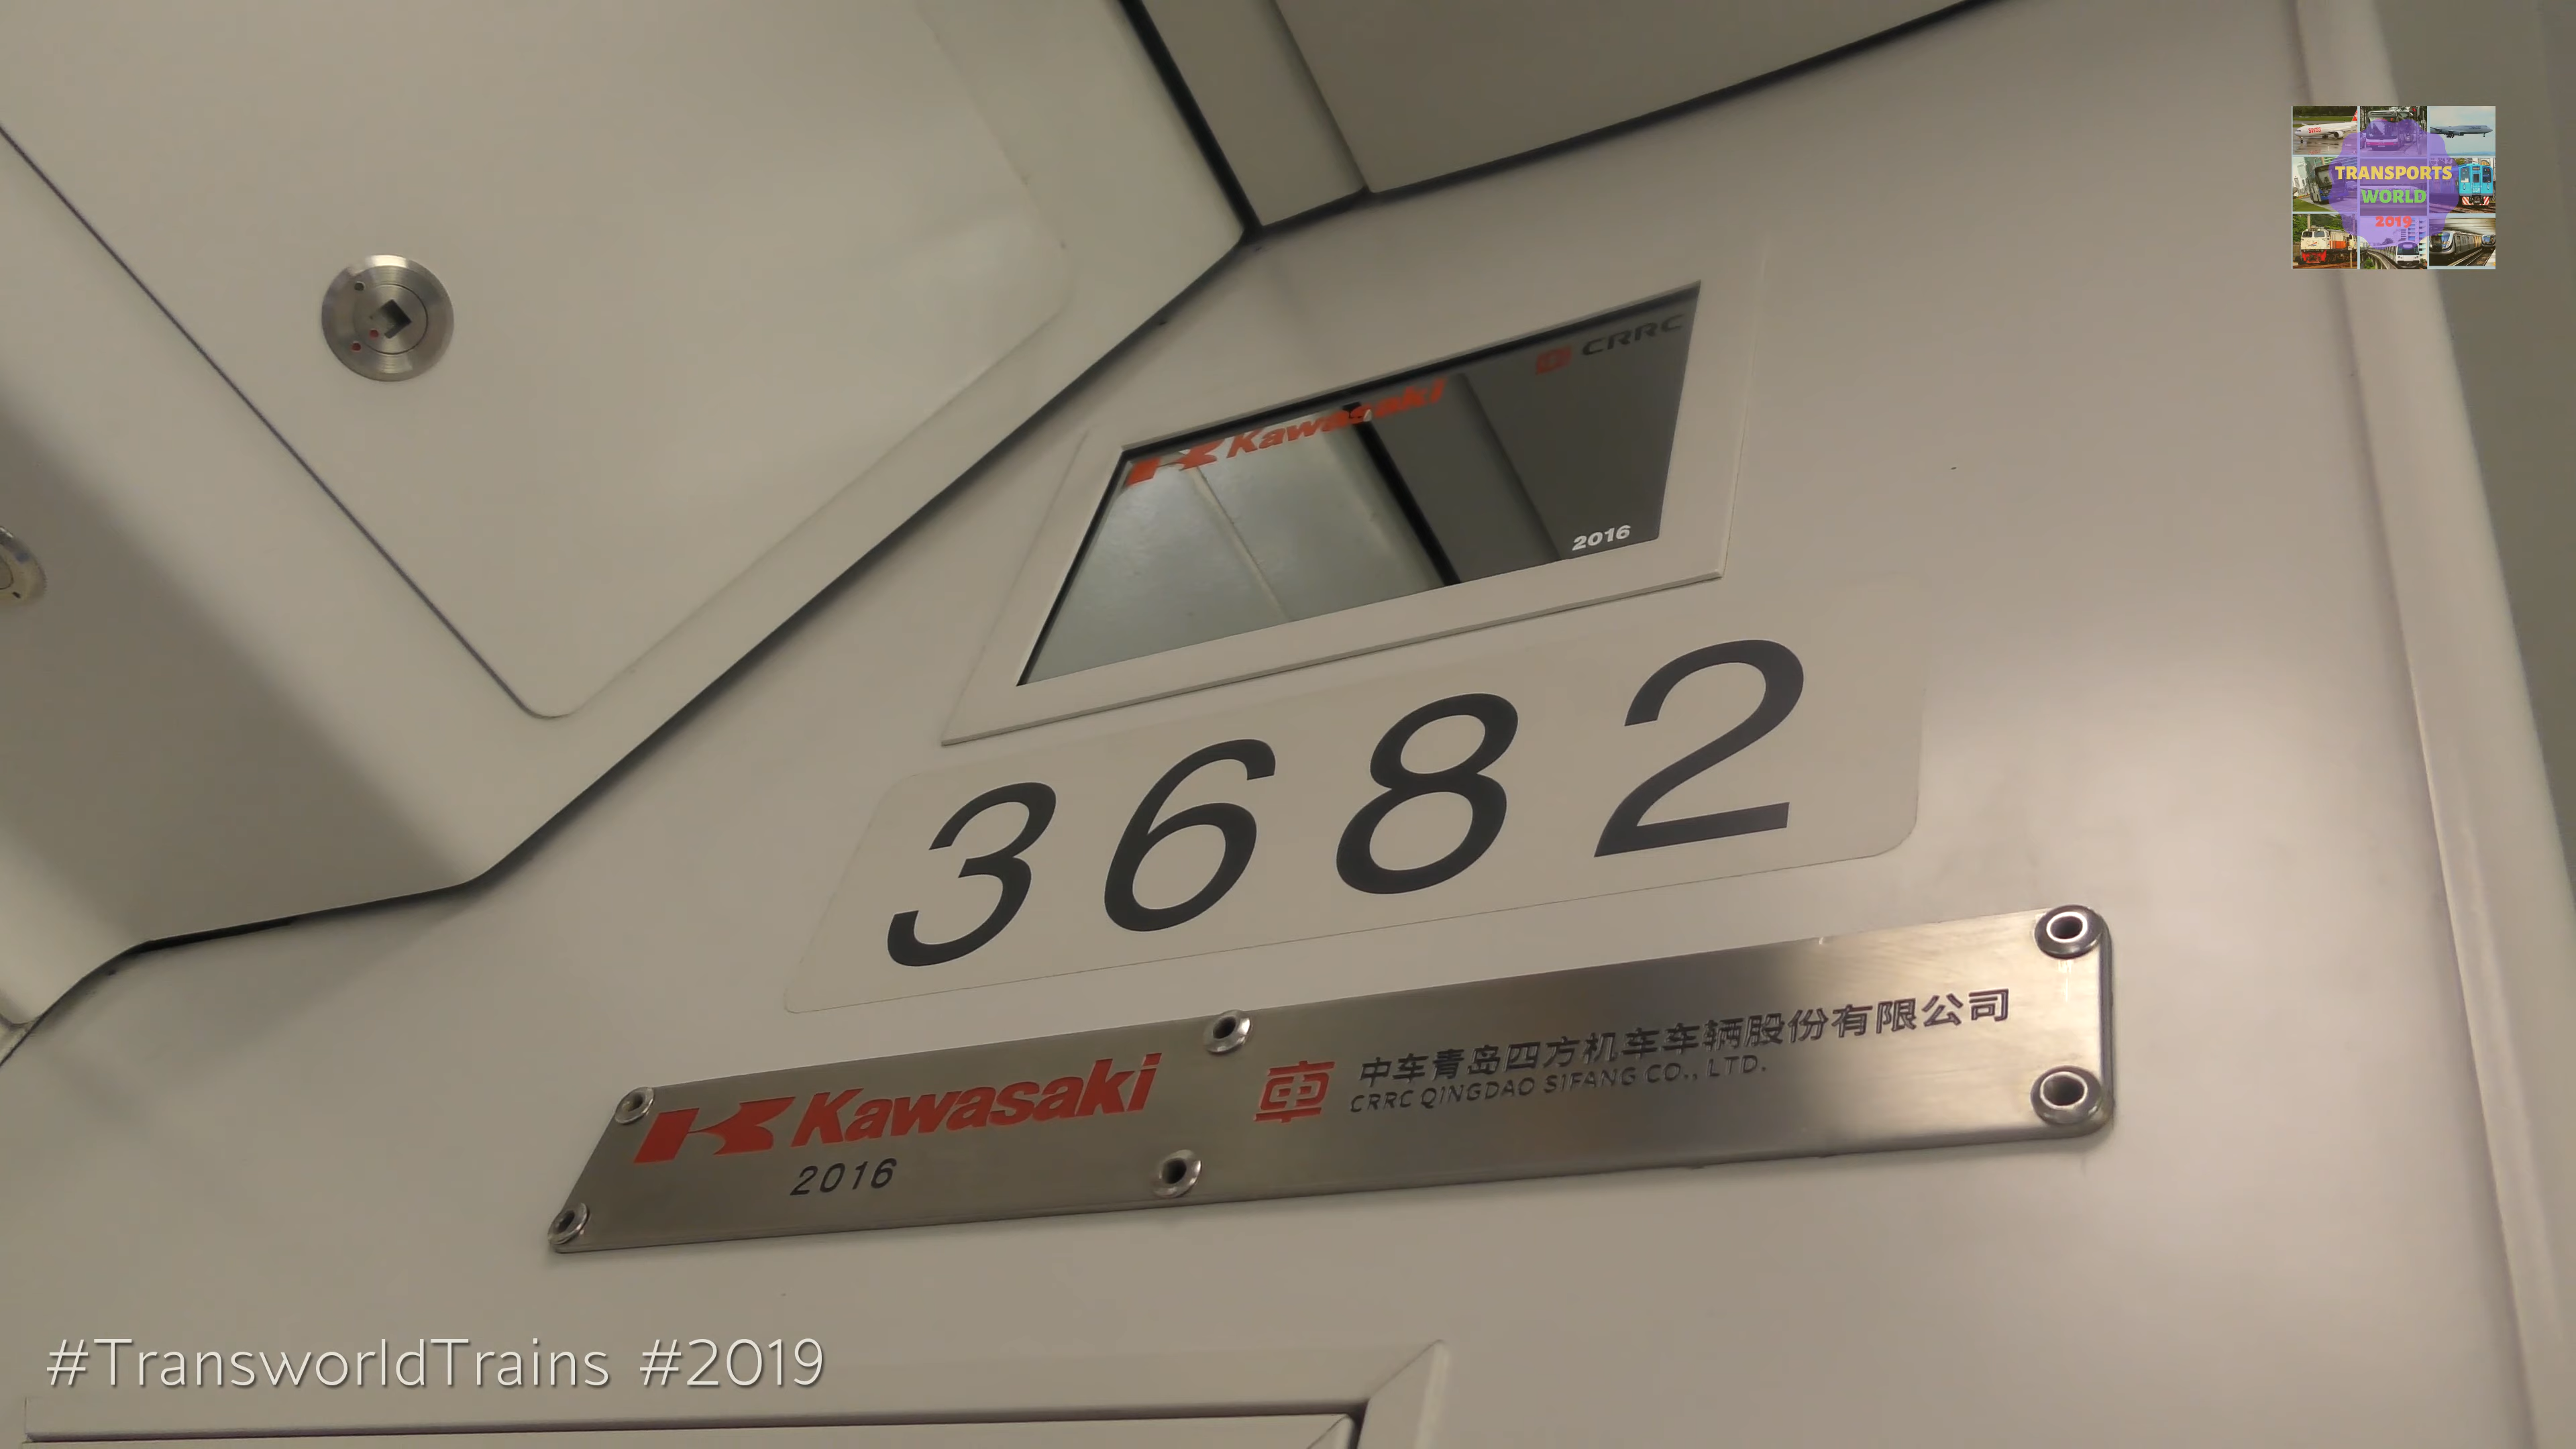 TRANSPORTS
WORLD
2019
CRRC
Kawasaki
2016
3682
Kawasaki
2016
中车青岛四方机车车辆股份有限公司
CRRC QINGDAO SIFANG CO., LTD.
#TransworldTrains #2019